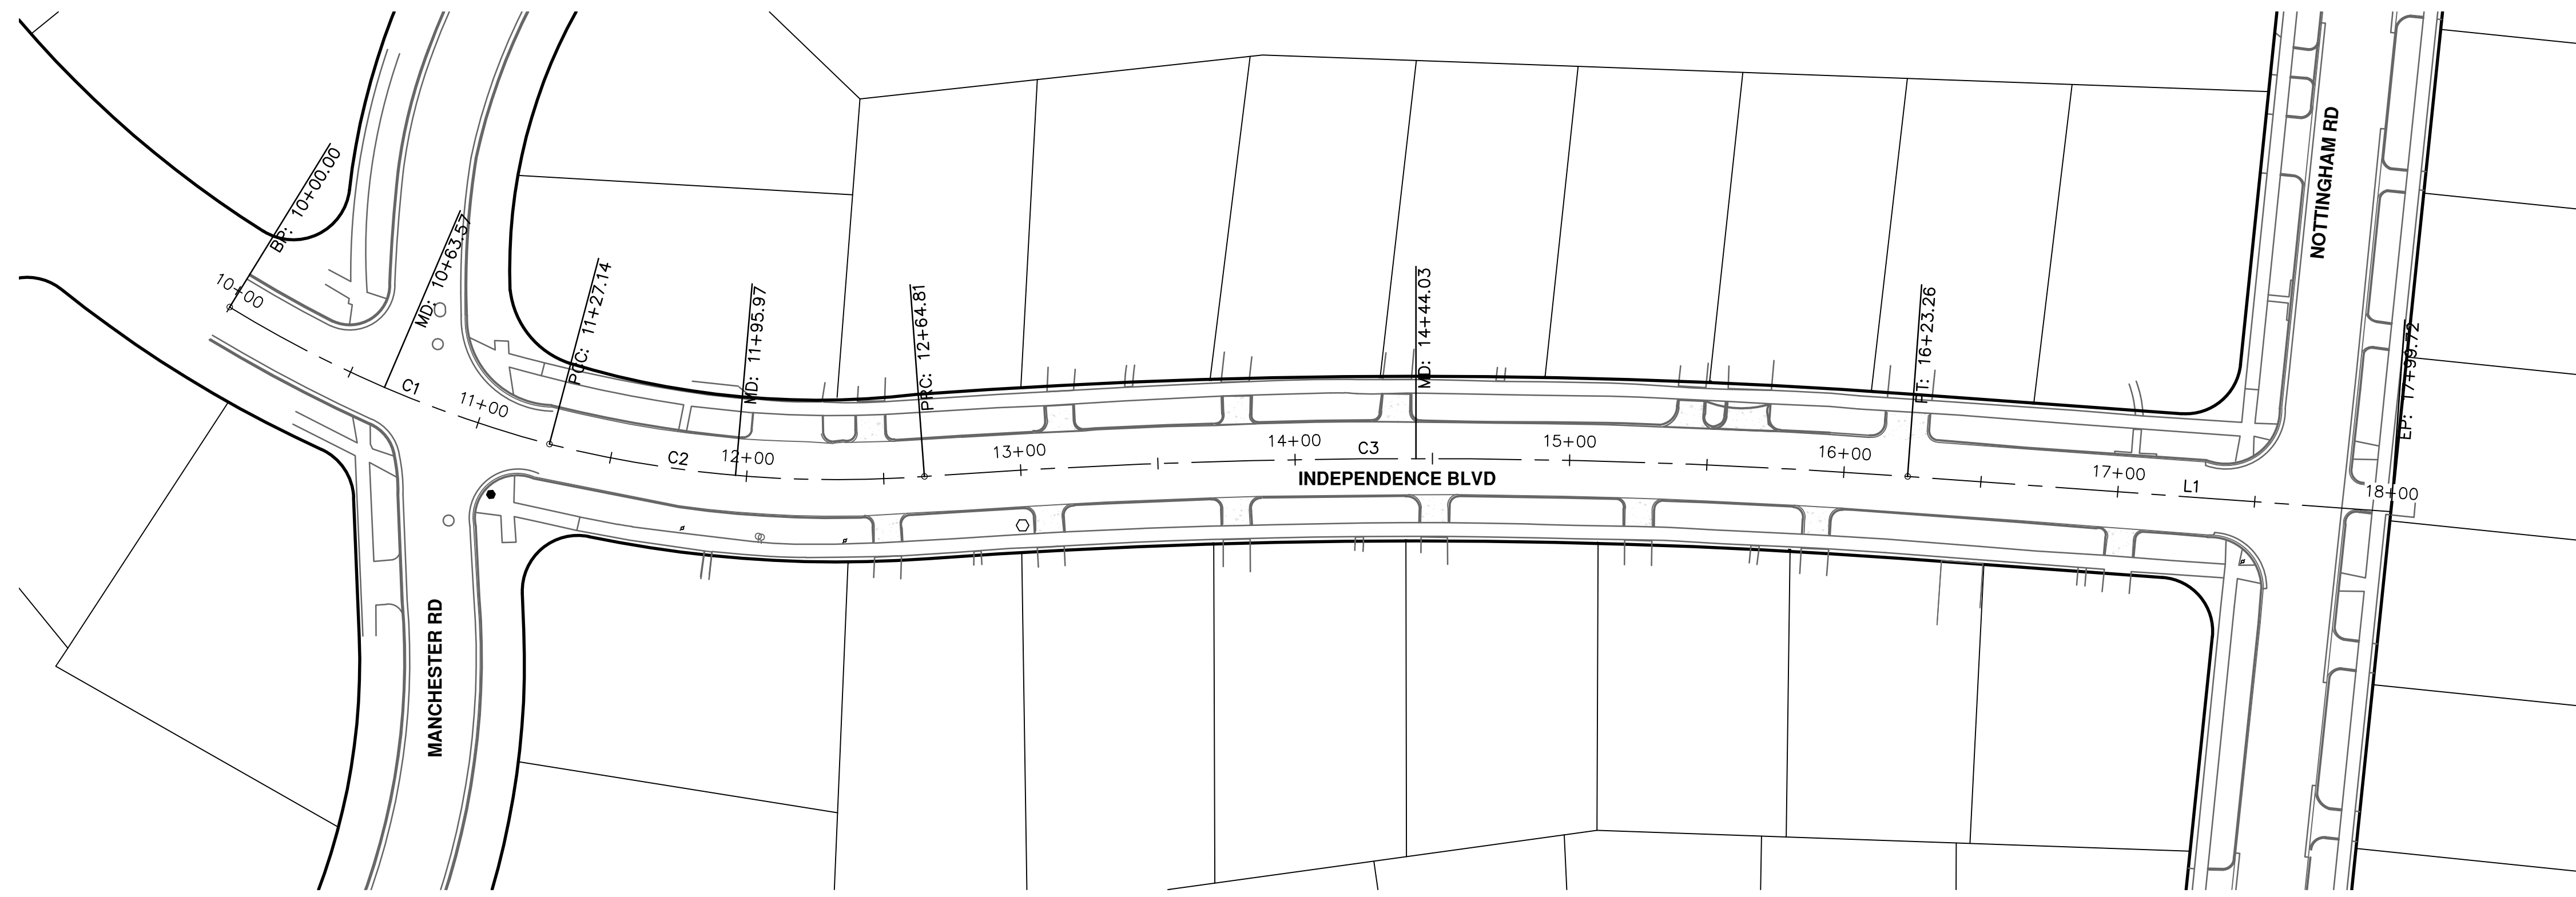 BP: 10+00.00
10+00
MD: 10+63.57
C1
11+00
PCC: 11+27.14
C2
MD: 11+95.97
12+00
PRC: 12+64.81
13+00
14+00
C3
MD: 14+44.03
INDEPENDENCE BLVD
15+00
16+00
PT: 16+23.26
17+00
L1
18+00
EP: 17+99.72
NOTTINGHAM RD
MANCHESTER RD